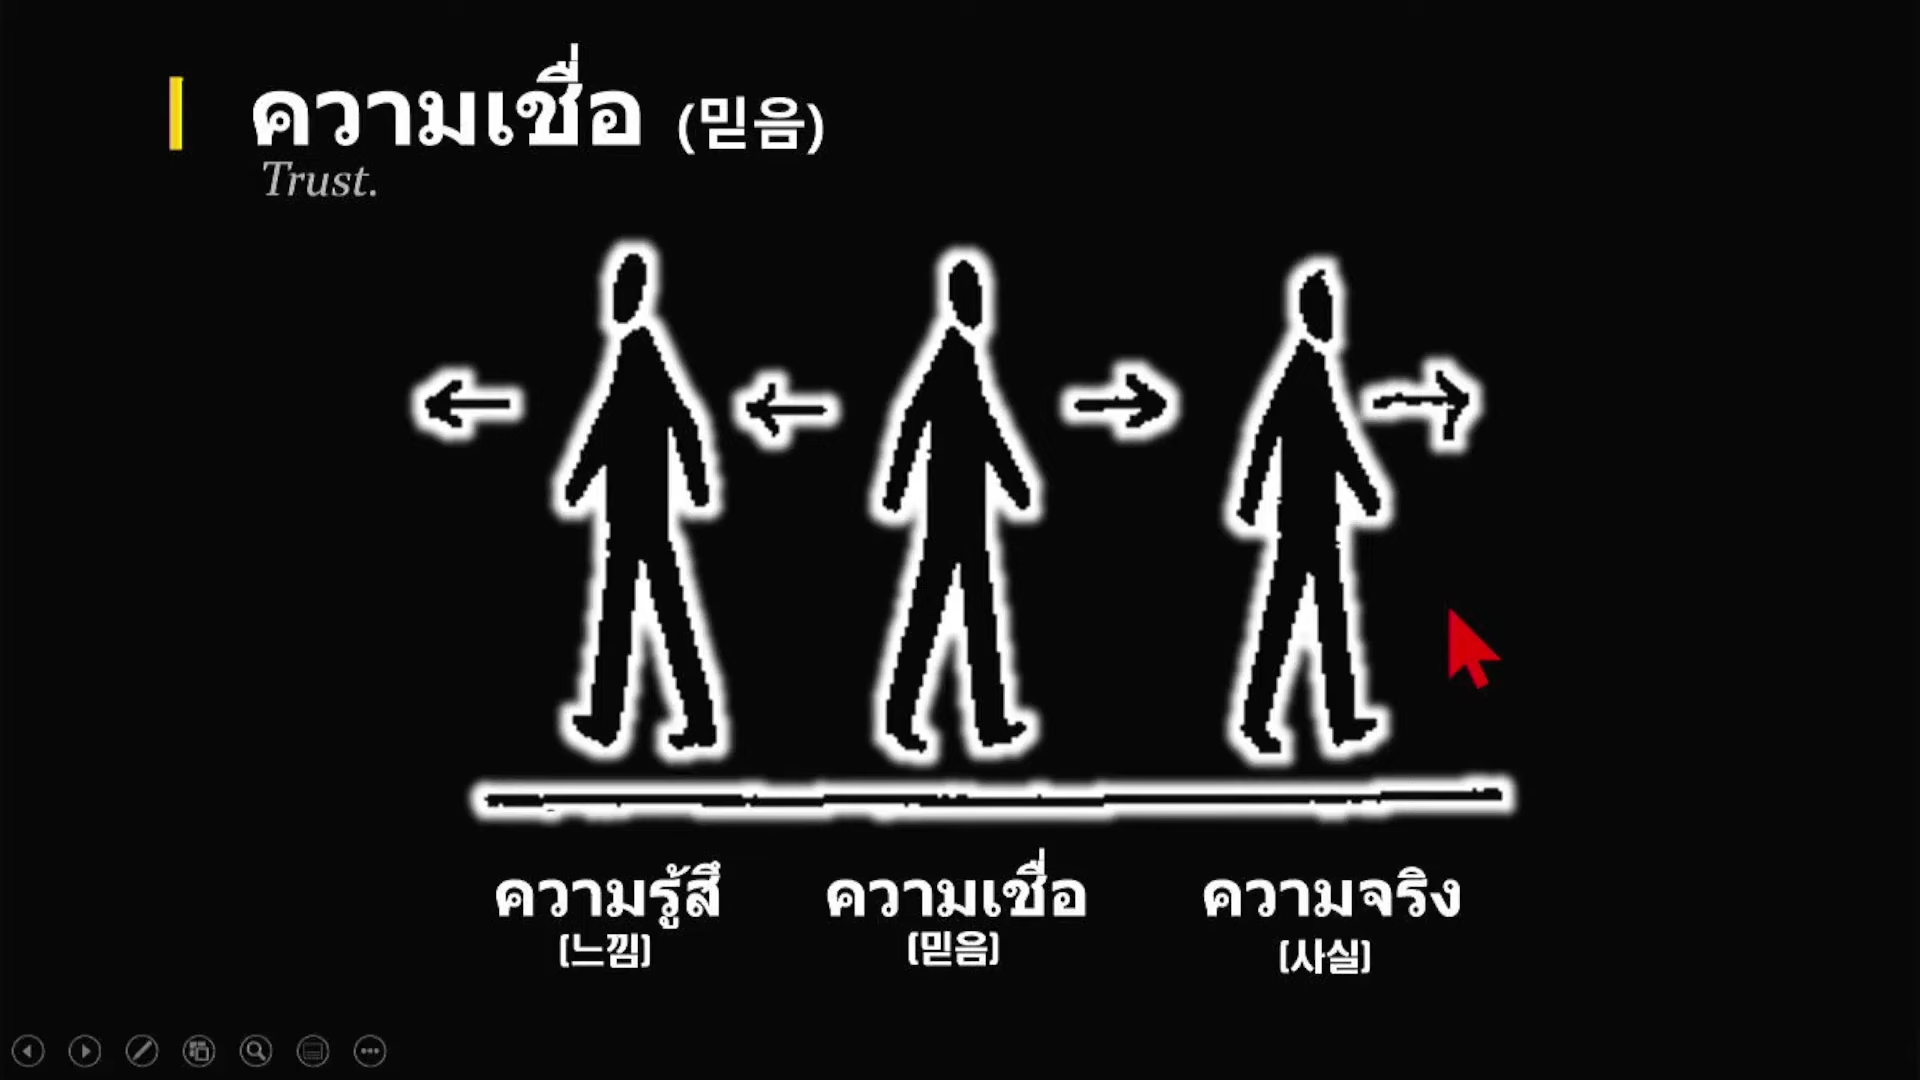 ความเชื่อ (믿음)
Trust.
ความรู้สึ ความเชื่อ ความจริง
(느낌) (믿음) (사실)